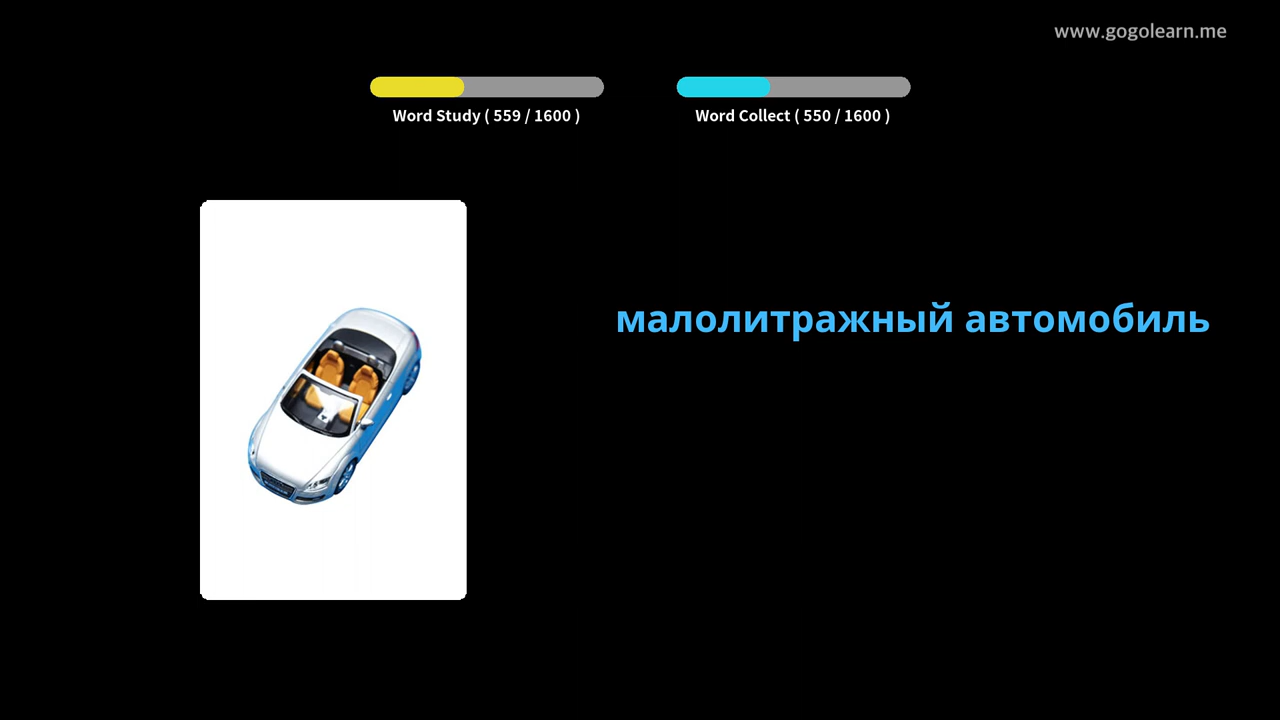 www.gogolearn.me
Word Study ( 559 / 1600 )
Word Collect ( 550 / 1600 )
малолитражный автомобиль